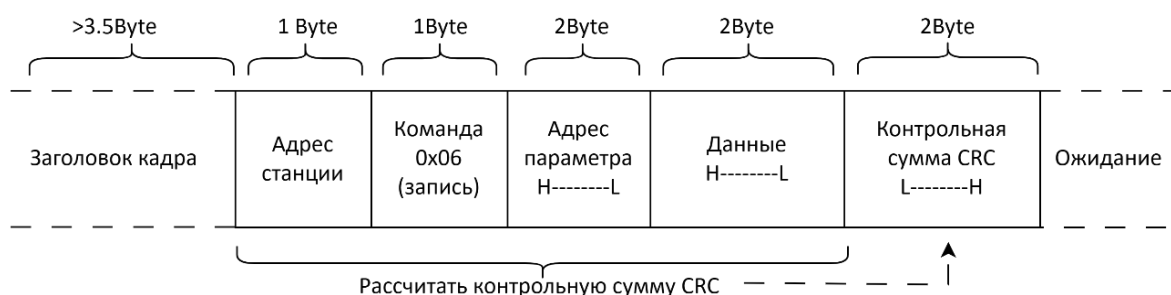 >3.5Byte 1 Byte 1Byte 2Byte 2Byte 2Byte
Заголовок кадра
Адрес
станции
Команда
0x06
(запись)
Адрес
параметра
H--------L
Данные
H--------L
Контрольная
сумма CRC
L--------H
Ожидание
Рассчитать контрольную сумму CRC